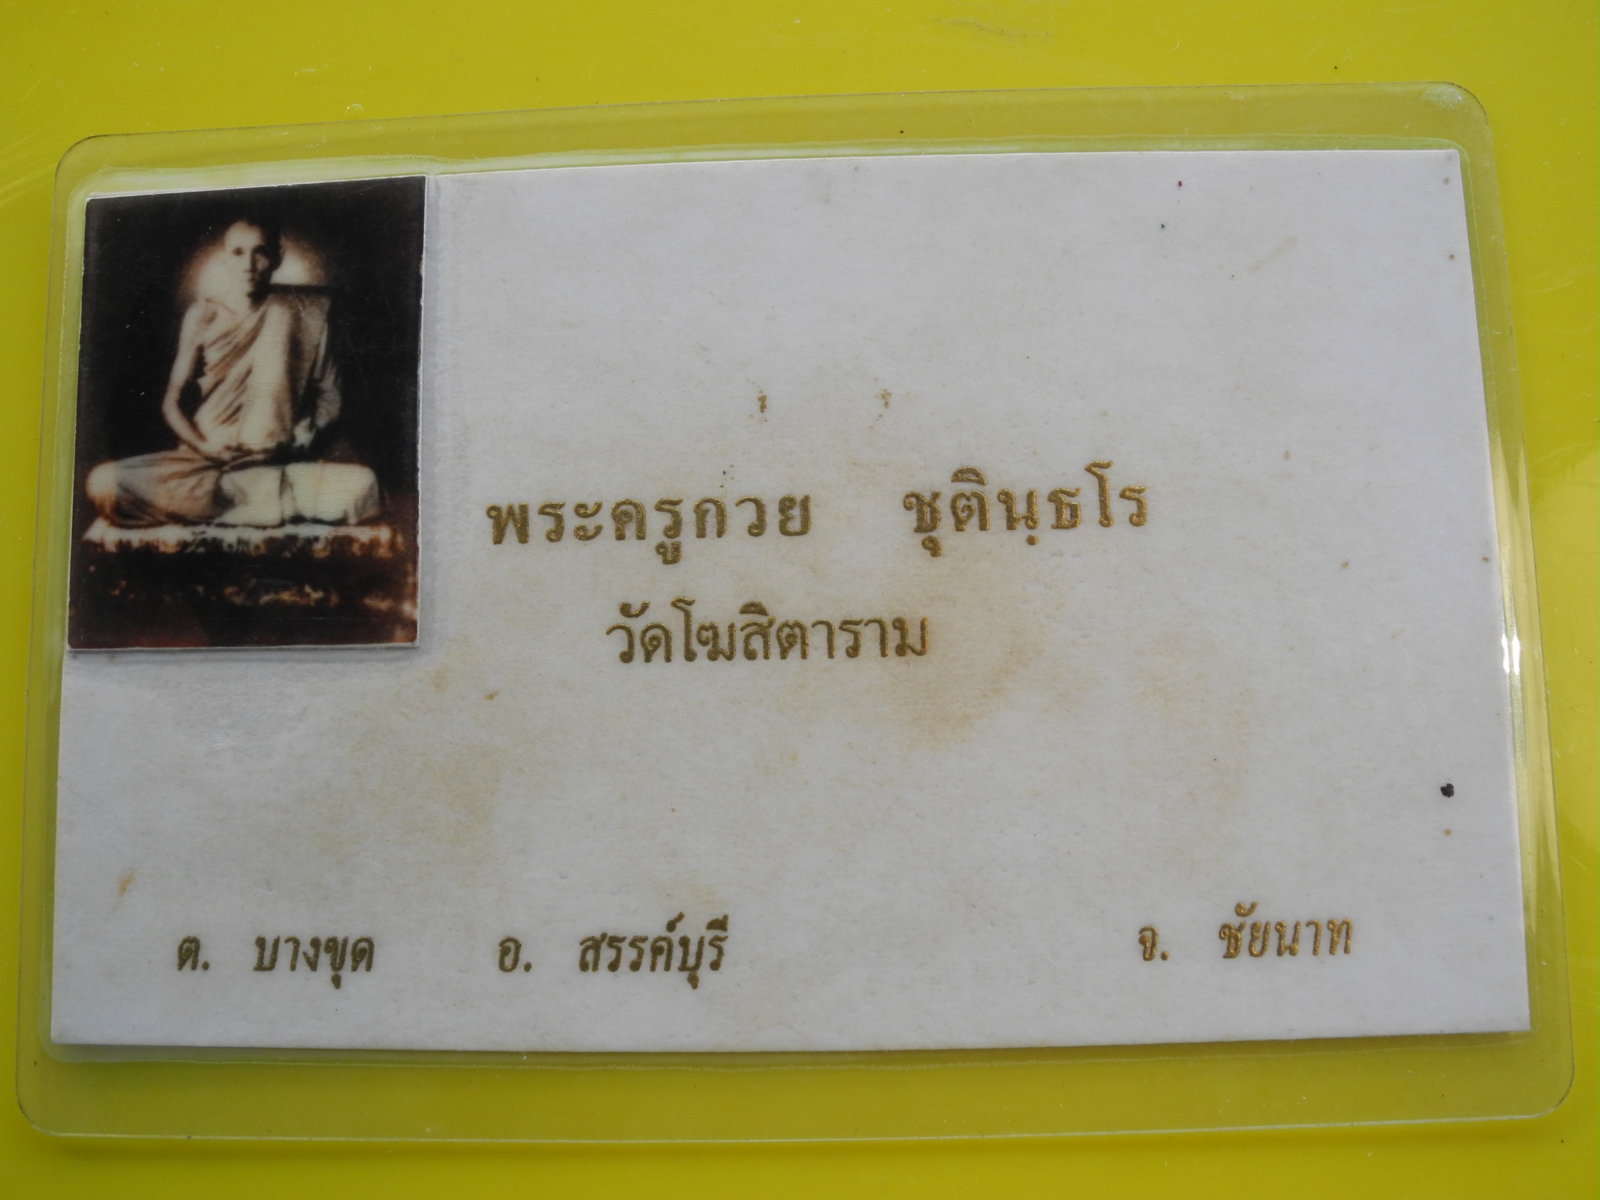 พระครูกวย ชุตินฺธโร
วัดโฆสิตาราม
ต. บางขุด อ. สรรค์บุรี จ. ชัยนาท